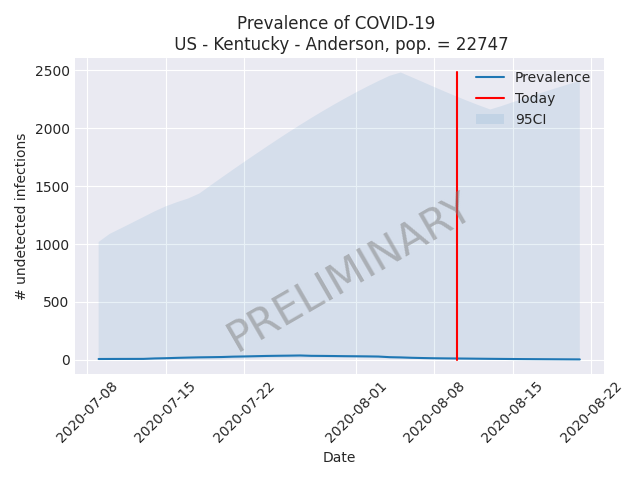 Prevalence of COVID-19
US - Kentucky - Anderson, pop. = 22747
2500
2000
1500
1000
500
0
# undetected infections
Prevalence
Today
95CI
PRELIMINARY
2020-07-08
2020-07-15
2020-07-22
2020-08-01
2020-08-08
2020-08-15
2020-08-22
Date